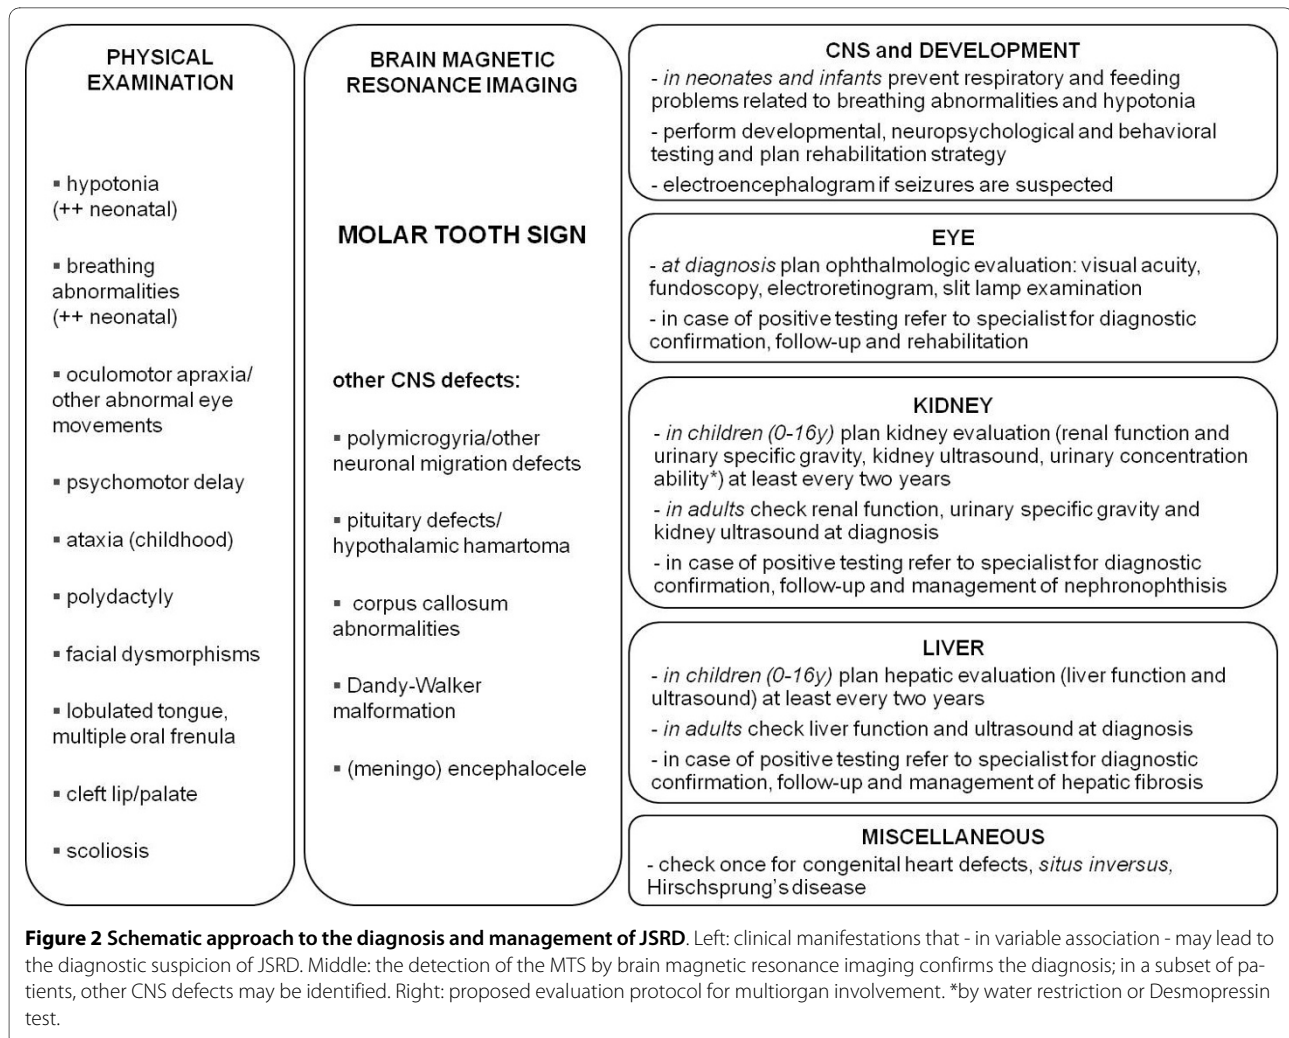 PHYSICAL
EXAMINATION
▪ hypotonia
(++ neonatal)
▪ breathing
abnormalities
(++ neonatal)
▪ oculomotor apraxia/
other abnormal eye
movements
▪ psychomotor delay
▪ ataxia (childhood)
▪ polydactyly
▪ facial dysmorphisms
▪ lobulated tongue,
multiple oral frenula
▪ cleft lip/palate
▪ scoliosis
BRAIN MAGNETIC
RESONANCE IMAGING
MOLAR TOOTH SIGN
other CNS defects:
▪ polymicrogyria/other
neuronal migration defects
▪ pituitary defects/
hypothalamic hamartoma
▪ corpus callosum
abnormalities
▪ Dandy-Walker
malformation
▪ (meningo) encephalocele
CNS and DEVELOPMENT
- in neonates and infants prevent respiratory and feeding
problems related to breathing abnormalities and hypotonia
- perform developmental, neuropsychological and behavioral
testing and plan rehabilitation strategy
- electroencephalogram if seizures are suspected
EYE
- at diagnosis plan ophthalmologic evaluation: visual acuity,
fundoscopy, electroretinogram, slit lamp examination
- in case of positive testing refer to specialist for diagnostic
confirmation, follow-up and rehabilitation
KIDNEY
- in children (0-16y) plan kidney evaluation (renal function and
urinary specific gravity, kidney ultrasound, urinary concentration
ability*) at least every two years
- in adults check renal function, urinary specific gravity and
kidney ultrasound at diagnosis
- in case of positive testing refer to specialist for diagnostic
confirmation, follow-up and management of nephronophthisis
LIVER
- in children (0-16y) plan hepatic evaluation (liver function and
ultrasound) at least every two years
- in adults check liver function and ultrasound at diagnosis
- in case of positive testing refer to specialist for diagnostic
confirmation, follow-up and management of hepatic fibrosis
MISCELLANEOUS
- check once for congenital heart defects, situs inversus,
Hirschsprung's disease
Figure 2 Schematic approach to the diagnosis and management of JSRD. Left: clinical manifestations that - in variable association - may lead to
the diagnostic suspicion of JSRD. Middle: the detection of the MTS by brain magnetic resonance imaging confirms the diagnosis; in a subset of pa-
tients, other CNS defects may be identified. Right: proposed evaluation protocol for multiorgan involvement. *by water restriction or Desmopressin
test.